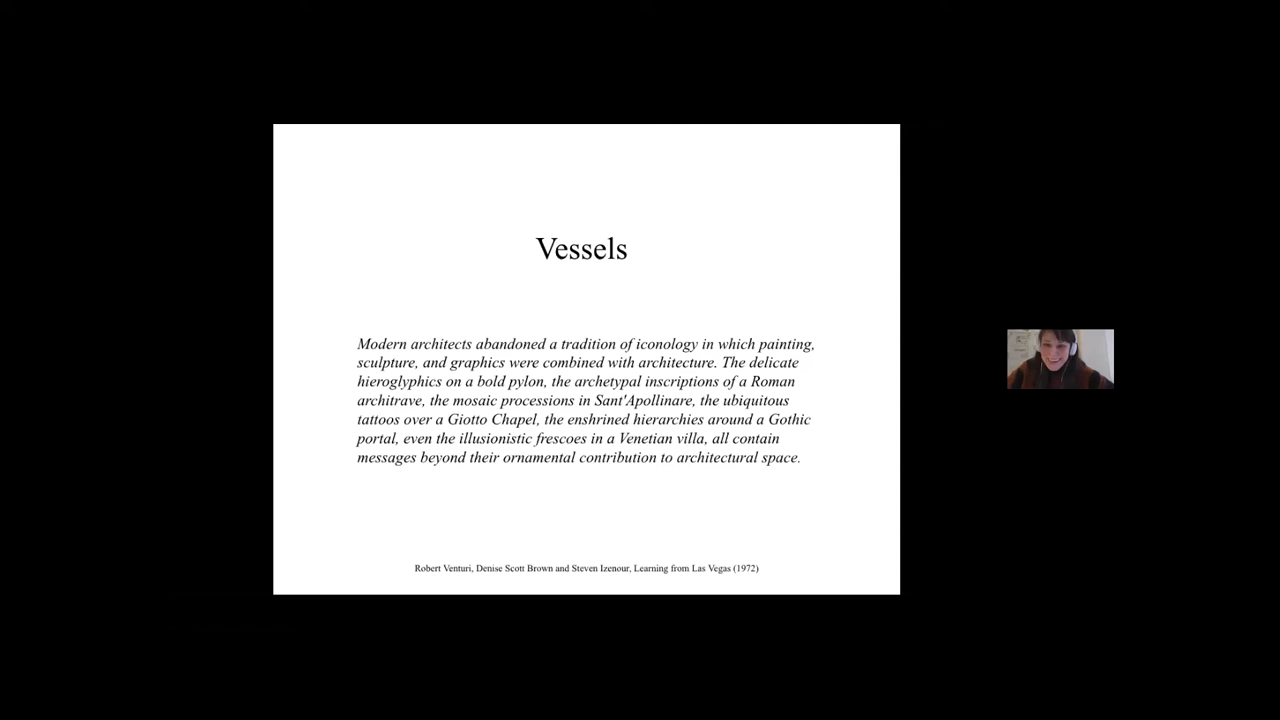 Vessels
Modern architects abandoned a tradition of iconology in which painting,
sculpture, and graphics were combined with architecture. The delicate
hieroglyphics on a bold pylon, the archetypal inscriptions of a Roman
architrave, the mosaic processions in Sant'Apollinare, the ubiquitous
tattoos over a Giotto Chapel, the enshrined hierarchies around a Gothic
portal, even the illusionistic frescoes in a Venetian villa, all contain
messages beyond their ornamental contribution to architectural space.
Robert Venturi, Denise Scott Brown and Steven Izenour, Learning from Las Vegas (1972)